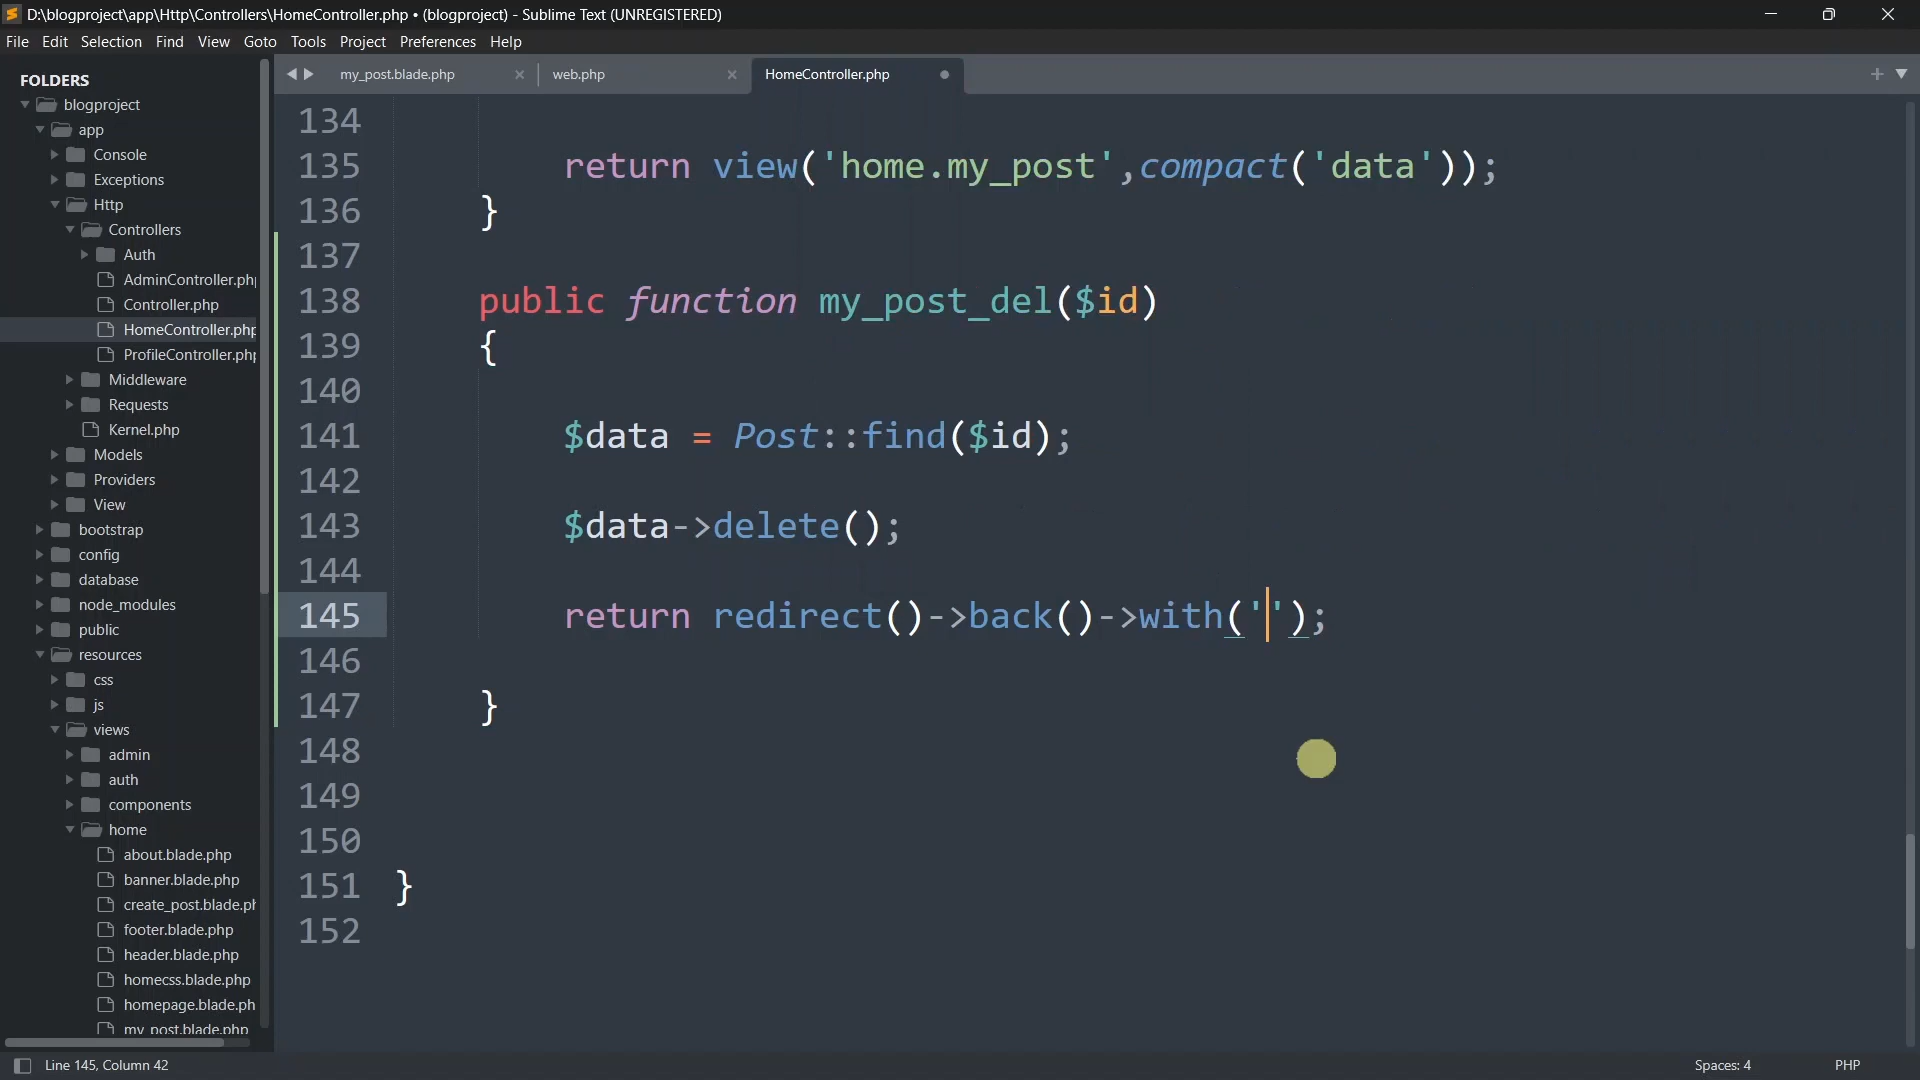 D:\blogproject\app\Http\Controllers\HomeController.php • (blogproject) - Sublime Text (UNREGISTERED)
File Edit Selection Find View Goto Tools Project Preferences Help
FOLDERS
blogproject
app
Console
Exceptions
Http
Controllers
Auth
AdminController.ph
Controller.php
HomeController.php
ProfileController.ph
Middleware
Requests
Kernel.php
Models
Providers
View
bootstrap
config
database
node_modules
public
resources
css
js
views
admin
auth
components
home
about.blade.php
banner.blade.php
create_post.blade.ph
footer.blade.php
header.blade.php
homecss.blade.php
homepage.blade.ph
my_post.blade.php
my_post.blade.php web.php HomeController.php
134
135 return view('home.my_post',compact('data'));
136 }
137
138 public function my_post_del($id)
139 {
140
141 $data = Post::find($id);
142
143 $data->delete();
144
145 return redirect()->back()->with('');
146
147 }
148
149
150
151 }
152
Line 145, Column 42 Spaces: 4 PHP